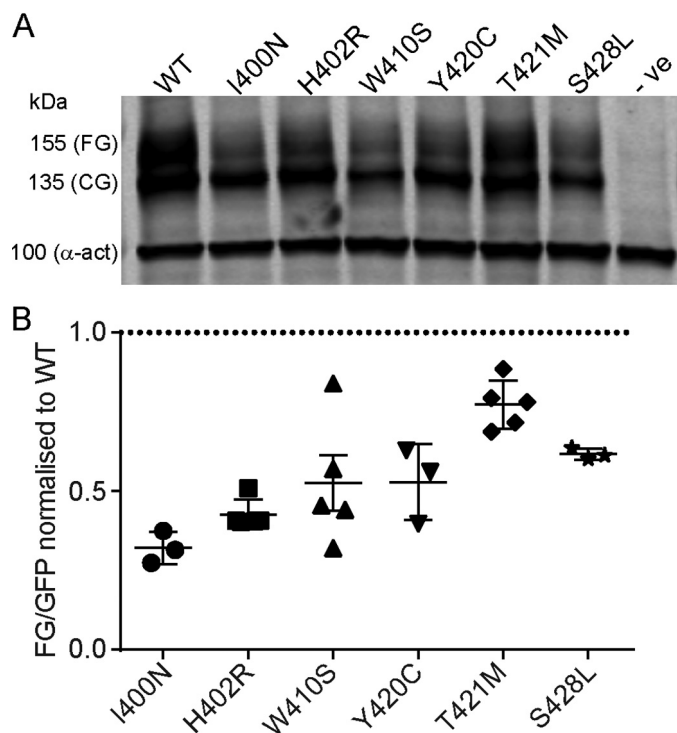 A
WT
I400N
H402R
W410S
Y420C
T421M
S428L
- ve
kDa
155 (FG)
135 (CG)
100 (α-act)
B
FG/GFP normalised to WT
1.0
0.5
0.0
I400N
H402R
W410S
Y420C
T421M
S428L